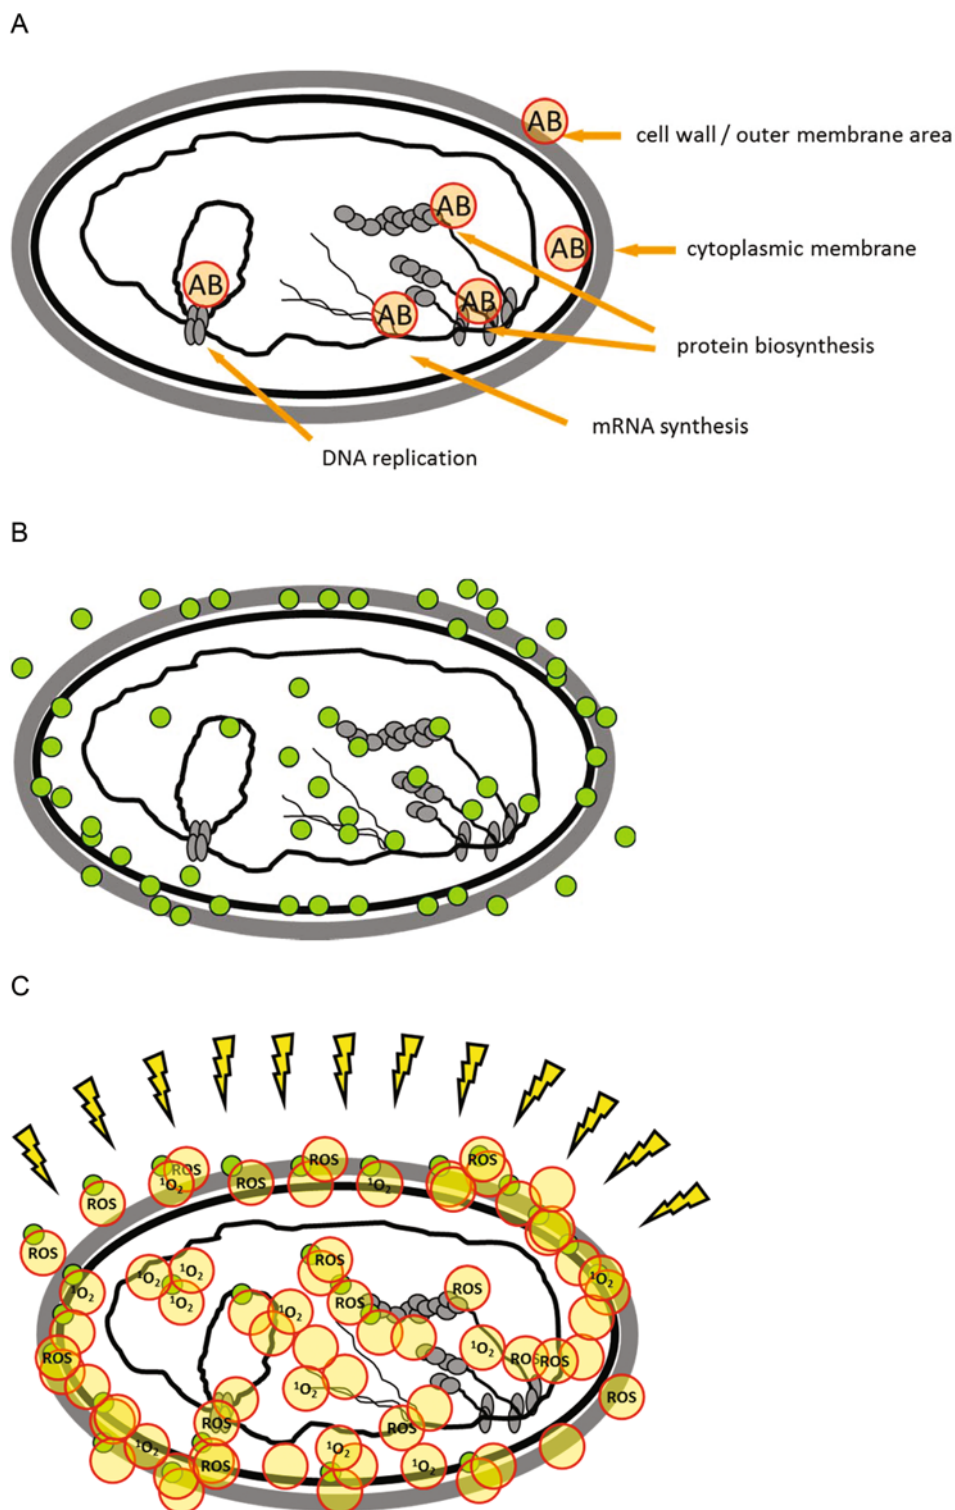 A
AB
cell wall / outer membrane area
AB
AB
cytoplasmic membrane
AB
AB
AB
protein biosynthesis
mRNA synthesis
DNA replication
B
C
ROS
ROS
ROS
¹O₂
ROS
¹O₂
ROS
ROS
ROS
¹O₂
¹O₂
¹O₂
¹O₂
¹O₂
ROS
ROS
¹O₂
¹O₂
ROS
ROS
ROS
¹O₂
ROS
ROS
ROS
¹O₂
¹O₂
ROS
¹O₂